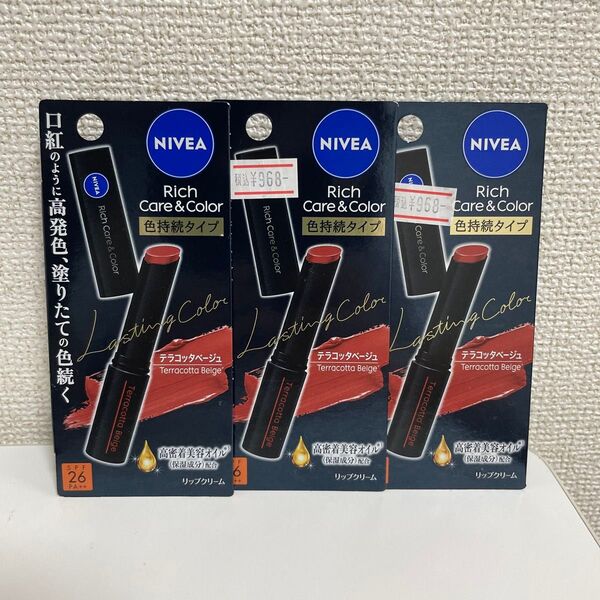 口紅のように高発色、塗りたての色続く
NIVEA
Rich
Care & Color
色持続タイプ
NIVEA
Rich Care & Color
Lasting Color
テラコッタベージュ
Terracotta Beige
Terracotta Beige
高密着美容オイル
(保湿成分)配合
SPF
26
PA++
リップクリーム
NIVEA
税込¥968-
Rich
Care & Color
色持続タイプ
Lasting Color
テラコッタベージュ
Terracotta Beige
Terracotta Beige
高密着美容オイル
(保湿成分)配合
リップクリーム
NIVEA
税込¥968-
Rich
Care & Color
色持続タイプ
Lasting Color
テラコッタベージュ
Terracotta Beige
Terracotta Beige
高密着美容オイル
(保湿成分)配合
リップクリーム